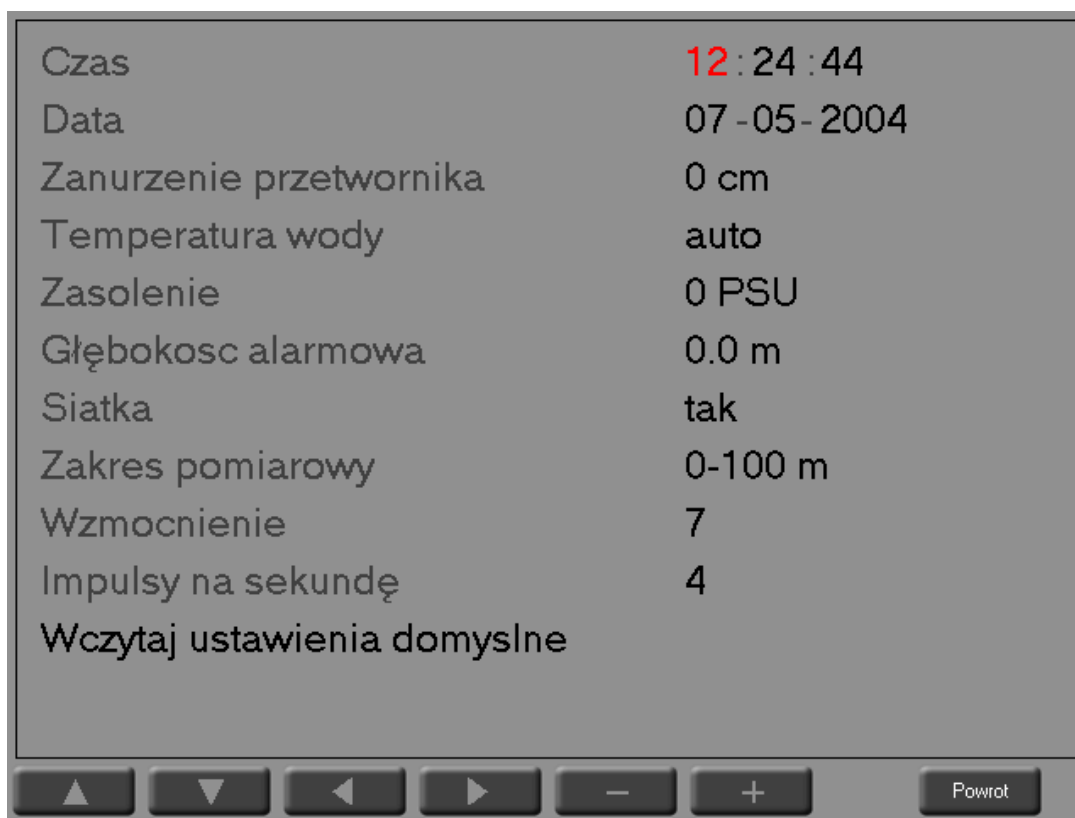 Czas 12:24:44
Data 07-05-2004
Zanurzenie przetwornika 0 cm
Temperatura wody auto
Zasolenie 0 PSU
Głębokosc alarmowa 0.0 m
Siatka tak
Zakres pomiarowy 0-100 m
Wzmocnienie 7
Impulsy na sekundę 4
Wczytaj ustawienia domyslne
Powrot